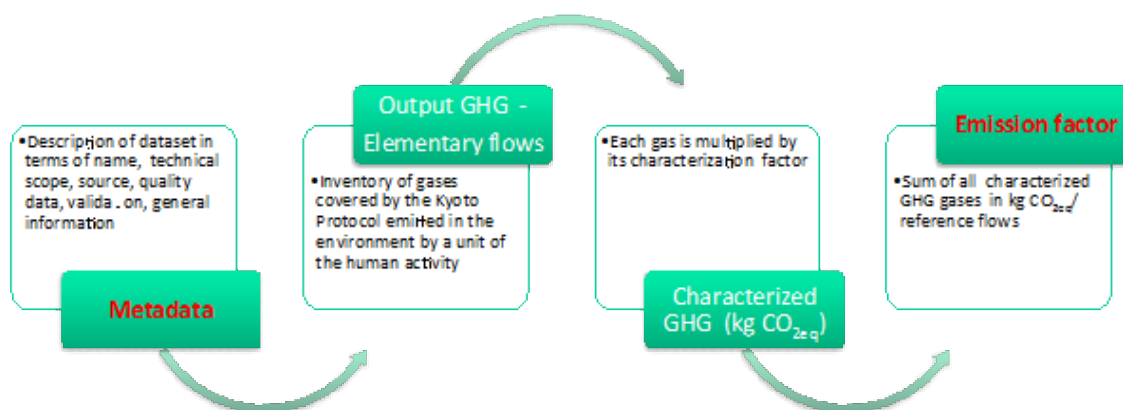 •Description of dataset in
terms of name, technical
scope, source, quality
data, valida.on, general
information
Metadata
Output GHG -
Elementary flows
•Inventory of gases
covered by the Kyoto
Protocol emitted in the
environment by a unit of
the human activity
•Each gas is multiplied by
its characterization factor
Characterized
GHG (kg CO2eq)
Emission factor
•Sum of all characterized
GHG gases in kg CO2eq/
reference flows